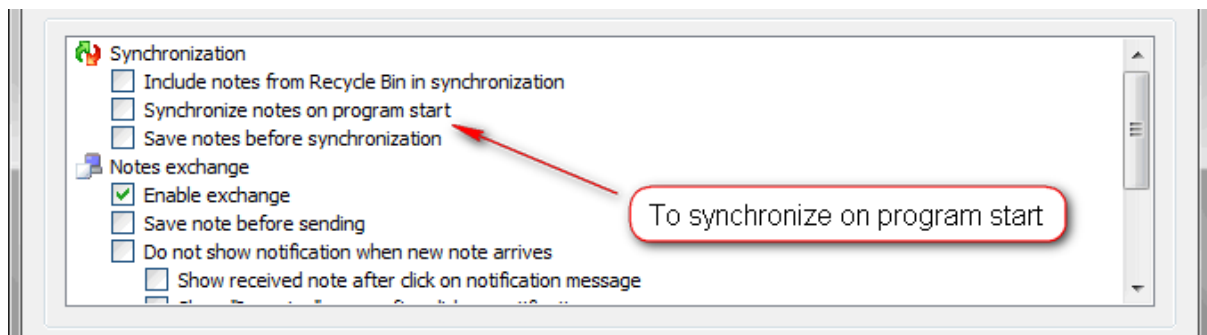 Synchronization
Include notes from Recycle Bin in synchronization
Synchronize notes on program start
Save notes before synchronization
Notes exchange
Enable exchange
Save note before sending
To synchronize on program start
Do not show notification when new note arrives
Show received note after click on notification message